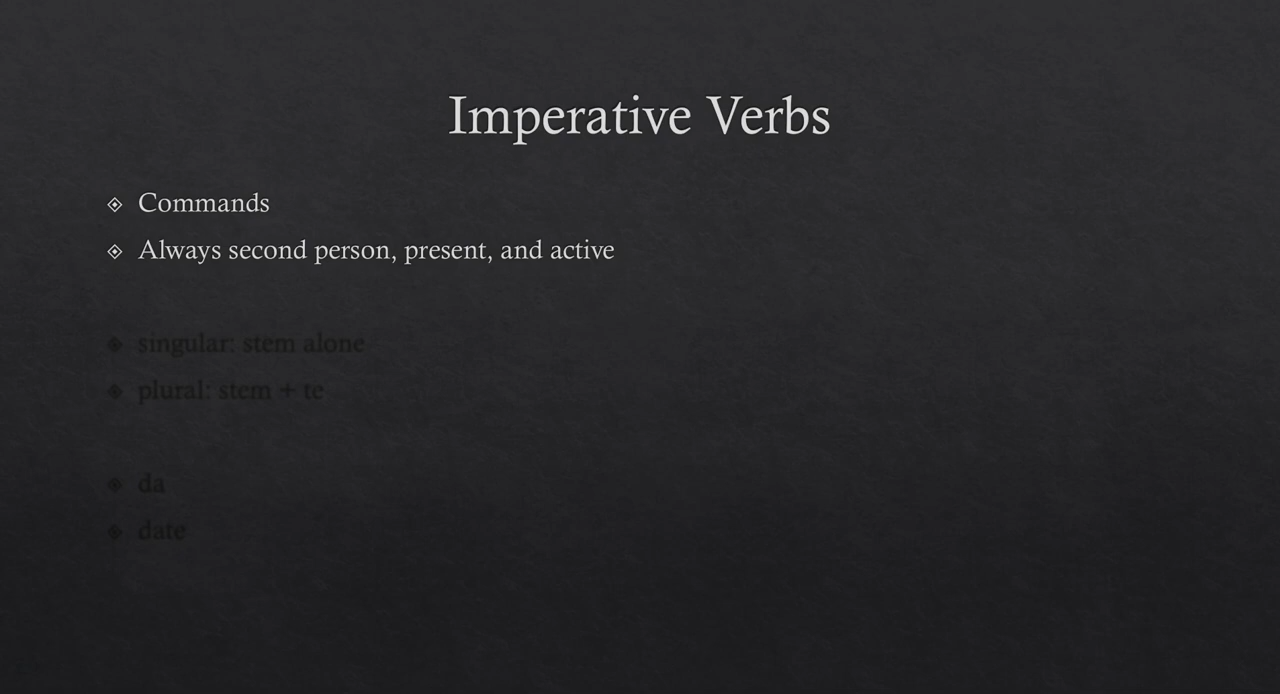 Imperative Verbs
Commands
Always second person, present, and active
singular: stem alone
plural: stem + te
da
date